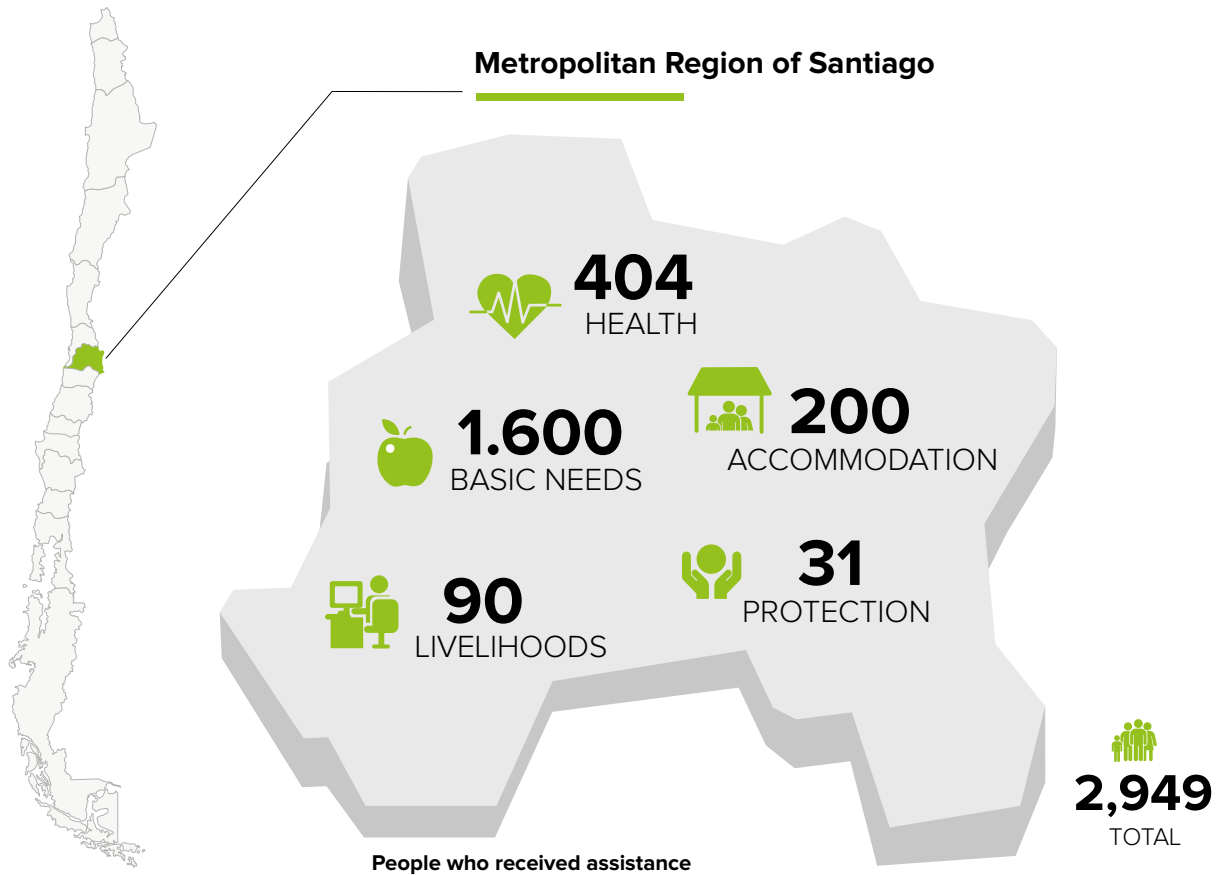 Metropolitan Region of Santiago
404
HEALTH
200
ACCOMMODATION
1.600
BASIC NEEDS
31
PROTECTION
90
LIVELIHOODS
2,949
TOTAL
People who received assistance